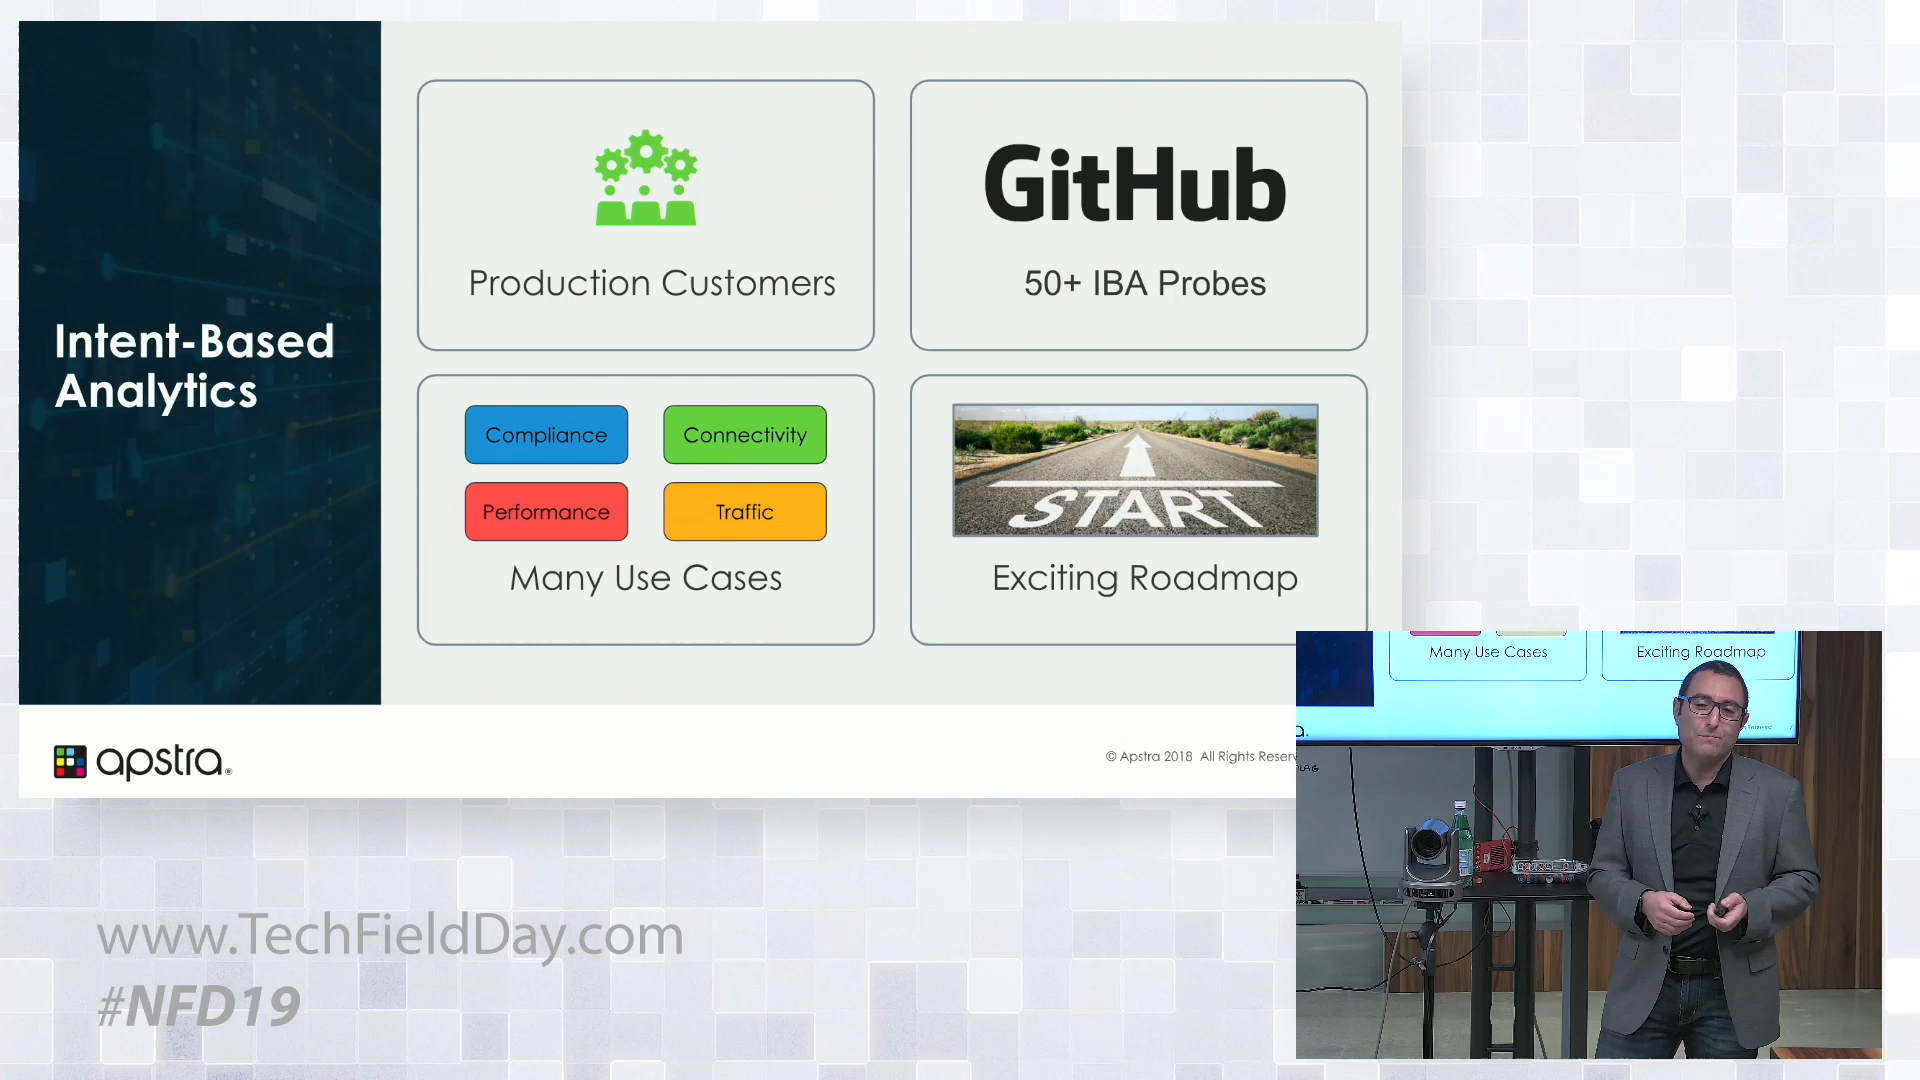 Intent-Based
Analytics
Production Customers
GitHub
50+ IBA Probes
Compliance
Connectivity
Performance
Traffic
Many Use Cases
START
Exciting Roadmap
apstra®
© Apstra 2018 All Rights Reserv
Many Use Cases
Exciting Roadmap
a.
www.TechFieldDay.com
#NFD19